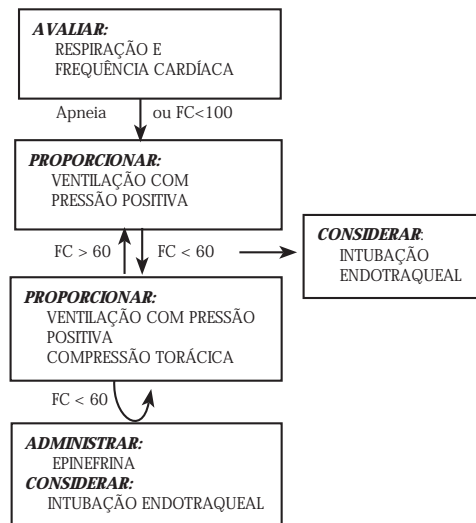 AVALIAR:
RESPIRAÇÃO E
FREQUÊNCIA CARDÍACA
Apneia ou FC<100
PROPORCIONAR:
VENTILAÇÃO COM
PRESSÃO POSITIVA
FC > 60 FC < 60
CONSIDERAR:
INTUBAÇÃO
ENDOTRAQUEAL
PROPORCIONAR:
VENTILAÇÃO COM PRESSÃO
POSITIVA
COMPRESSÃO TORÁCICA
FC < 60
ADMINISTRAR:
EPINEFRINA
CONSIDERAR:
INTUBAÇÃO ENDOTRAQUEAL